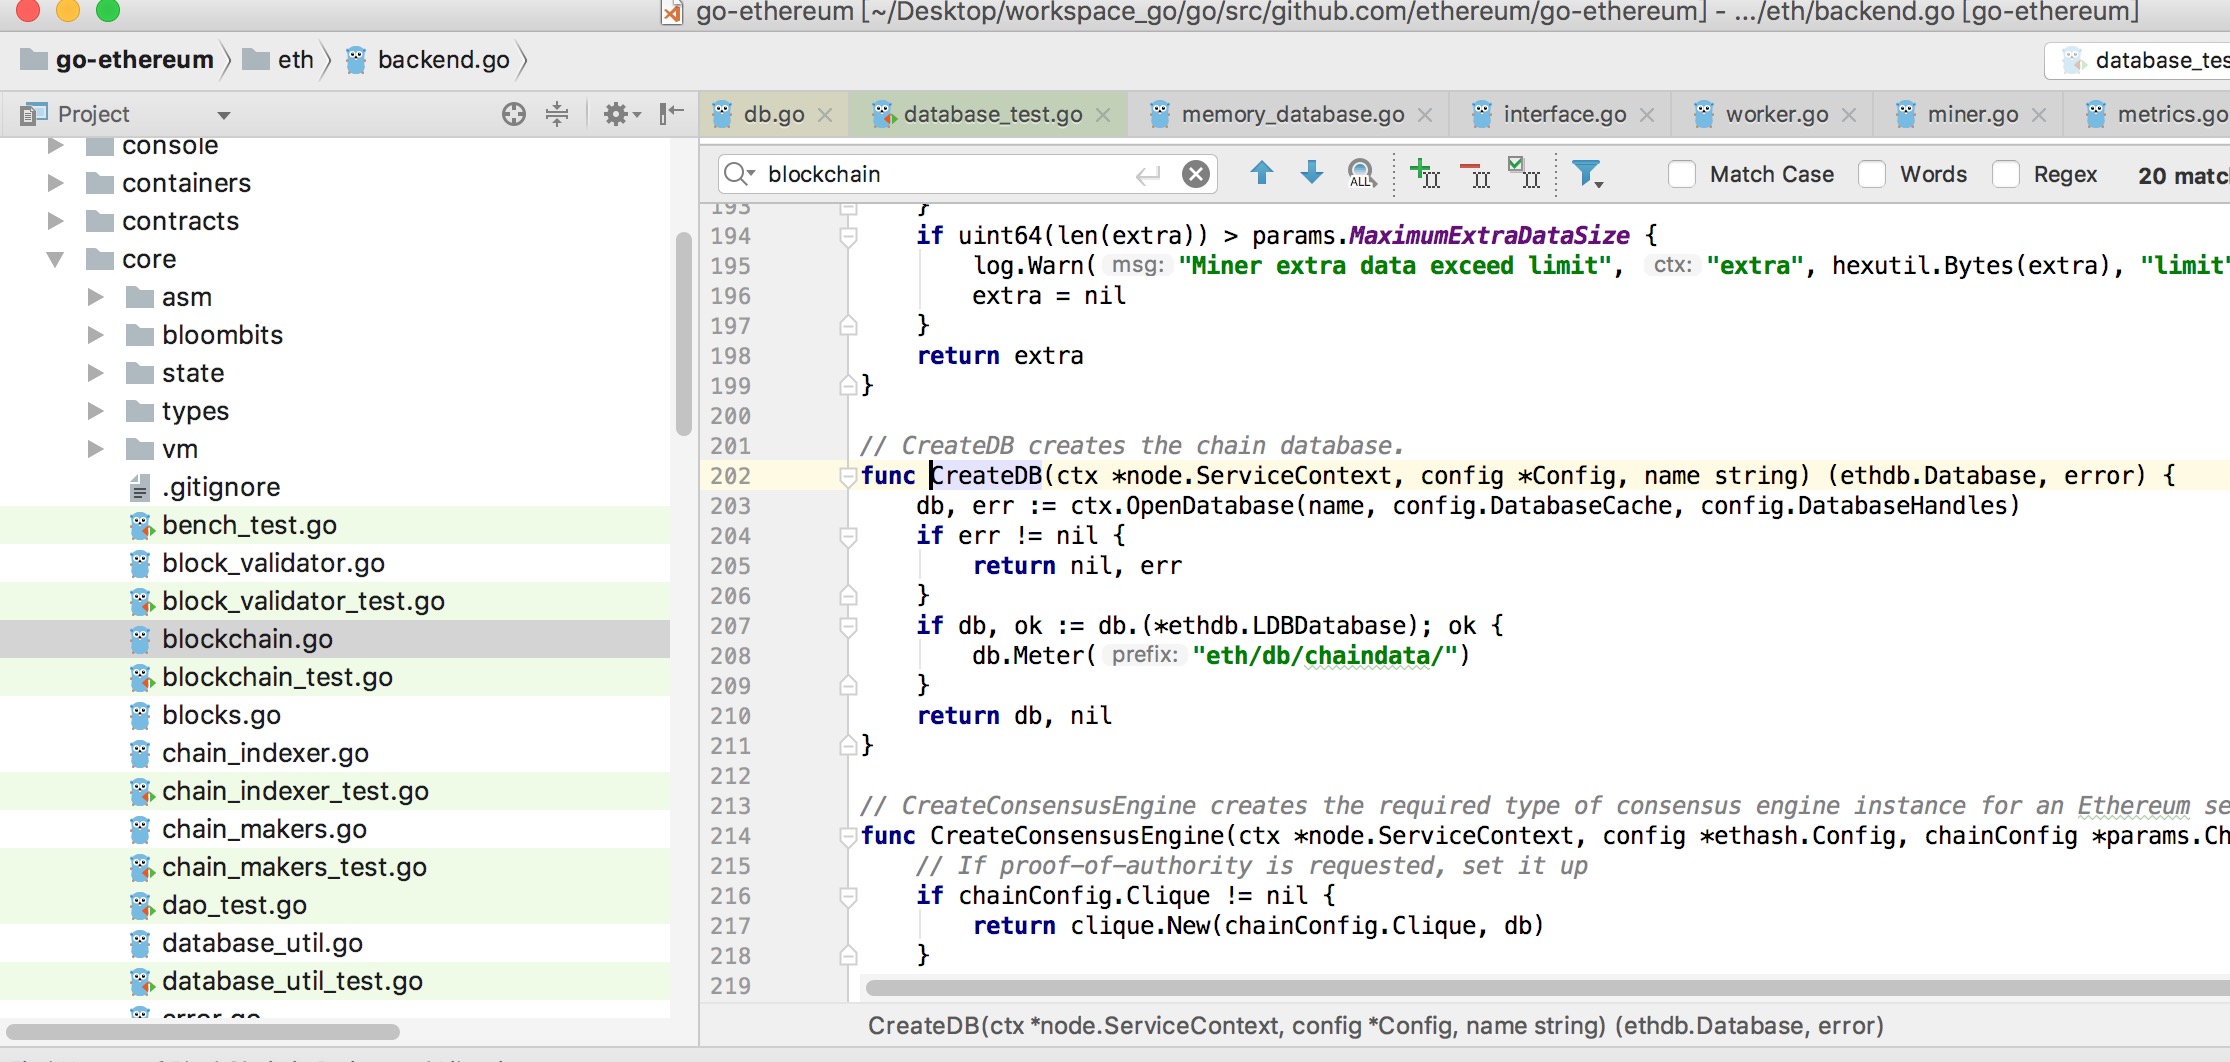 go-ethereum [~/Desktop/workspace_go/go/src/github.com/ethereum/go-ethereum] - .../eth/backend.go [go-ethereum]
go-ethereum eth backend.go
Project
db.go database_test.go memory_database.go interface.go worker.go miner.go metrics.go
blockchain Match Case Words Regex 20
console
containers
contracts
core
asm
bloombits
state
types
vm
.gitignore
bench_test.go
block_validator.go
block_validator_test.go
blockchain.go
blockchain_test.go
blocks.go
chain_indexer.go
chain_indexer_test.go
chain_makers.go
chain_makers_test.go
dao_test.go
database_util.go
database_util_test.go
error.go
193 }
194 if uint64(len(extra)) > params.MaximumExtraDataSize {
195 log.Warn( msg: "Miner extra data exceed limit", ctx: "extra", hexutil.Bytes(extra), "limit"
196 extra = nil
197 }
198 return extra
199 }
200
201 // CreateDB creates the chain database.
202 func CreateDB(ctx *node.ServiceContext, config *Config, name string) (ethdb.Database, error) {
203 db, err := ctx.OpenDatabase(name, config.DatabaseCache, config.DatabaseHandles)
204 if err != nil {
205 return nil, err
206 }
207 if db, ok := db.(*ethdb.LDBDatabase); ok {
208 db.Meter( prefix: "eth/db/chaindata/")
209 }
210 return db, nil
211 }
212
213 // CreateConsensusEngine creates the required type of consensus engine instance for an Ethereum se
214 func CreateConsensusEngine(ctx *node.ServiceContext, config *ethash.Config, chainConfig *params.Ch
215 // If proof-of-authority is requested, set it up
216 if chainConfig.Clique != nil {
217 return clique.New(chainConfig.Clique, db)
218 }
219
CreateDB(ctx *node.ServiceContext, config *Config, name string) (ethdb.Database, error)